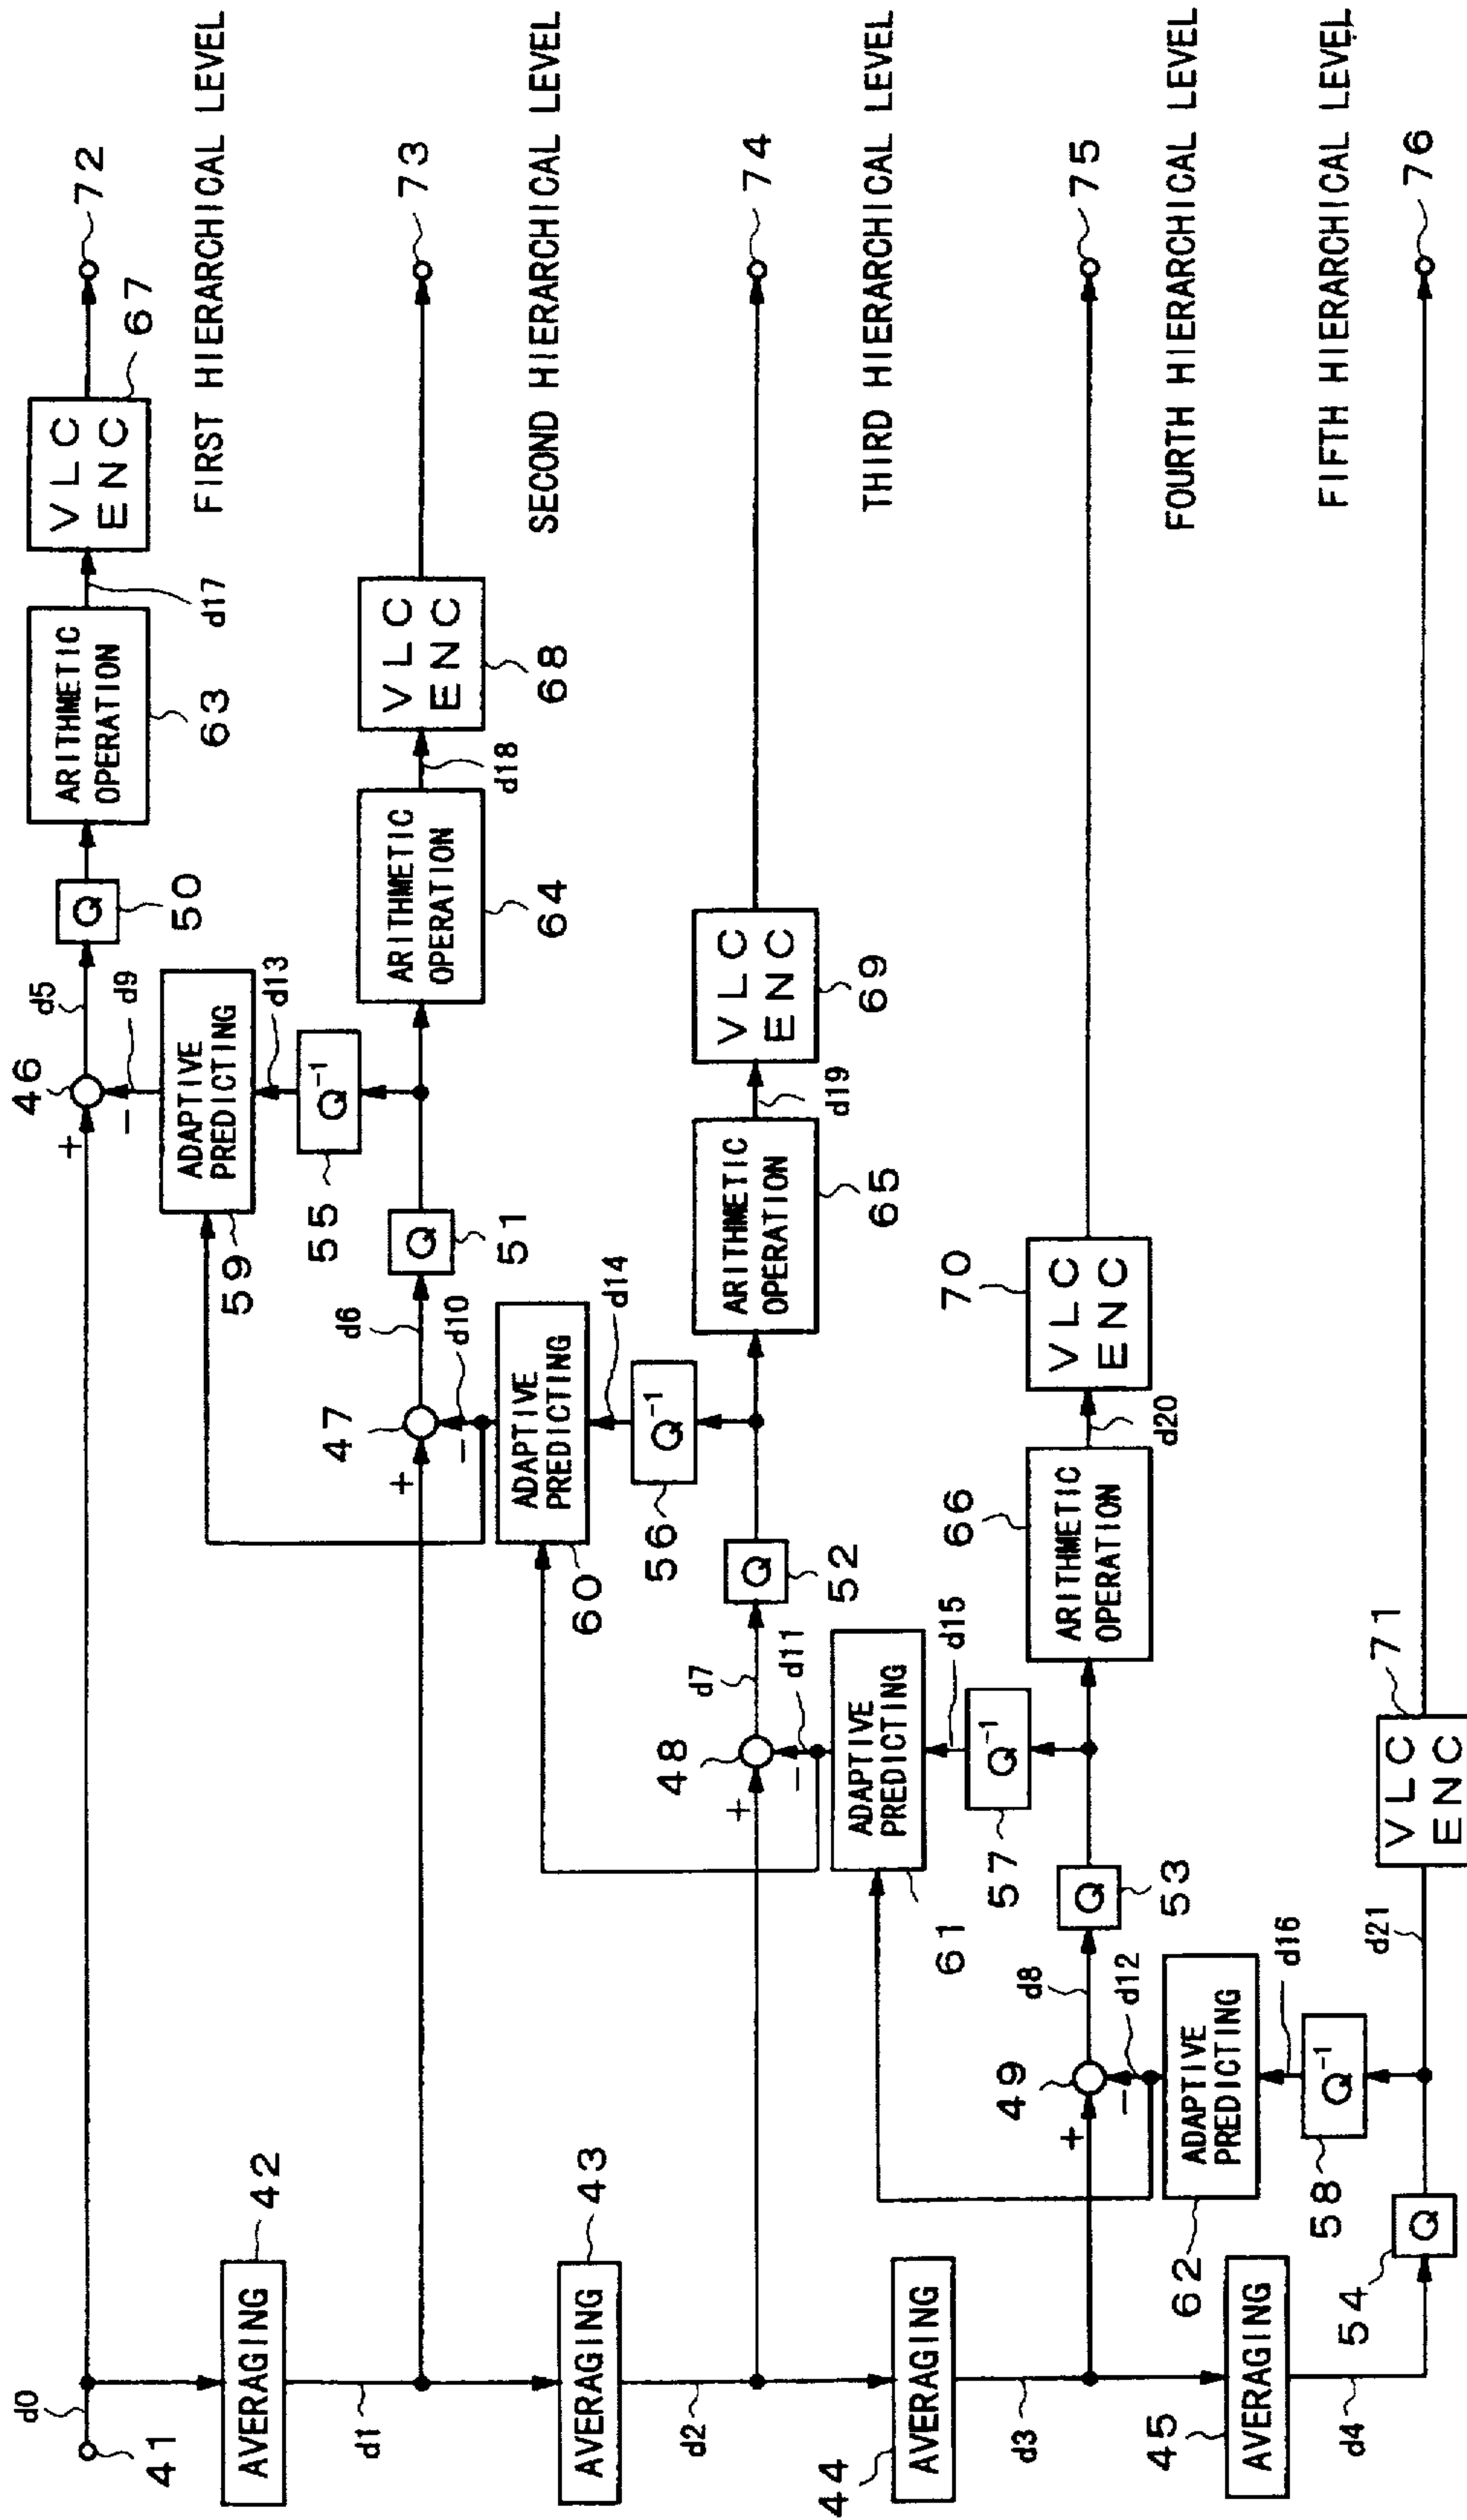 d0
41
+
46
-
d5
d9
Q
50
ARITHMETIC
OPERATION
63
d17
VLC
ENC
67
72
FIRST HIERARCHICAL LEVEL
AVERAGING
42
59
ADAPTIVE
PREDICTING
d13
Q-1
55
d1
+
47
-
d6
d10
Q
51
ARITHMETIC
OPERATION
64
d18
VLC
ENC
68
73
SECOND HIERARCHICAL LEVEL
AVERAGING
43
60
ADAPTIVE
PREDICTING
d14
Q-1
56
d2
+
48
-
d7
d11
Q
52
ARITHMETIC
OPERATION
65
d19
VLC
ENC
69
74
THIRD HIERARCHICAL LEVEL
AVERAGING
44
61
ADAPTIVE
PREDICTING
d15
Q-1
57
d3
+
49
-
d8
d12
Q
53
ARITHMETIC
OPERATION
66
d20
VLC
ENC
70
75
FOURTH HIERARCHICAL LEVEL
AVERAGING
45
62
ADAPTIVE
PREDICTING
d16
Q-1
58
d4
Q
54
d21
VLC
ENC
71
76
FIFTH HIERARCHICAL LEVEL